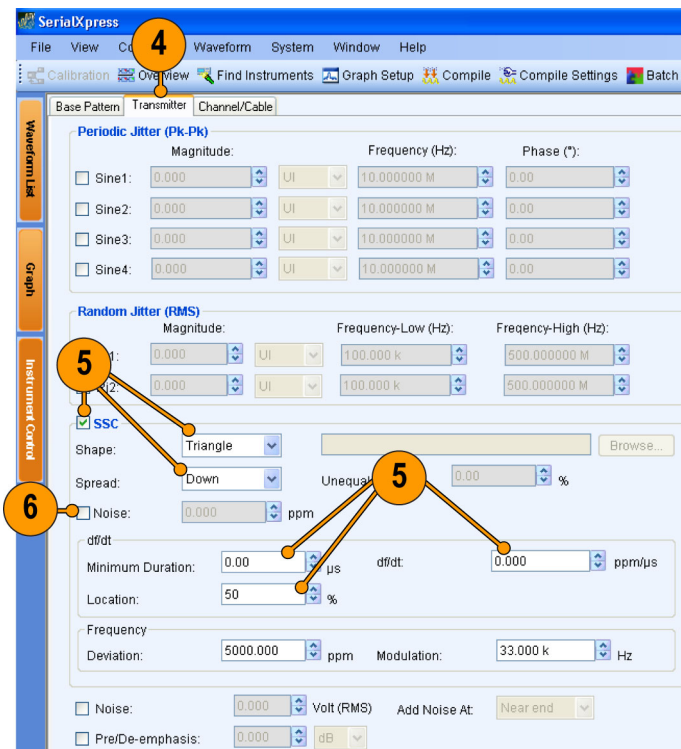 SerialXpress
File View Co 4 Waveform System Window Help
Calibration Overview Find Instruments Graph Setup Compile Compile Settings Batch
Base Pattern Transmitter Channel/Cable
Waveform List
Graph
Instrument Control
Periodic Jitter (Pk-Pk)
Magnitude: Frequency (Hz): Phase (°):
Sine1: 0.000 UI 10.000000 M 0.00
Sine2: 0.000 UI 10.000000 M 0.00
Sine3: 0.000 UI 10.000000 M 0.00
Sine4: 0.000 UI 10.000000 M 0.00
Random Jitter (RMS)
Magnitude: Frequency-Low (Hz): Freqency-High (Hz):
1: 0.000 UI 100.000 k 500.000000 M
5
Rj2: 0.000 UI 100.000 k 500.000000 M
SSC
Shape: Triangle Browse...
Spread: Down Unequal 5 0.00 %
6 Noise: 0.000 ppm
df/dt
Minimum Duration: 0.00 µs df/dt: 0.000 ppm/µs
Location: 50 %
Frequency
Deviation: 5000.000 ppm Modulation: 33.000 k Hz
Noise: 0.000 Volt (RMS) Add Noise At: Near end
Pre/De-emphasis: 0.000 dB